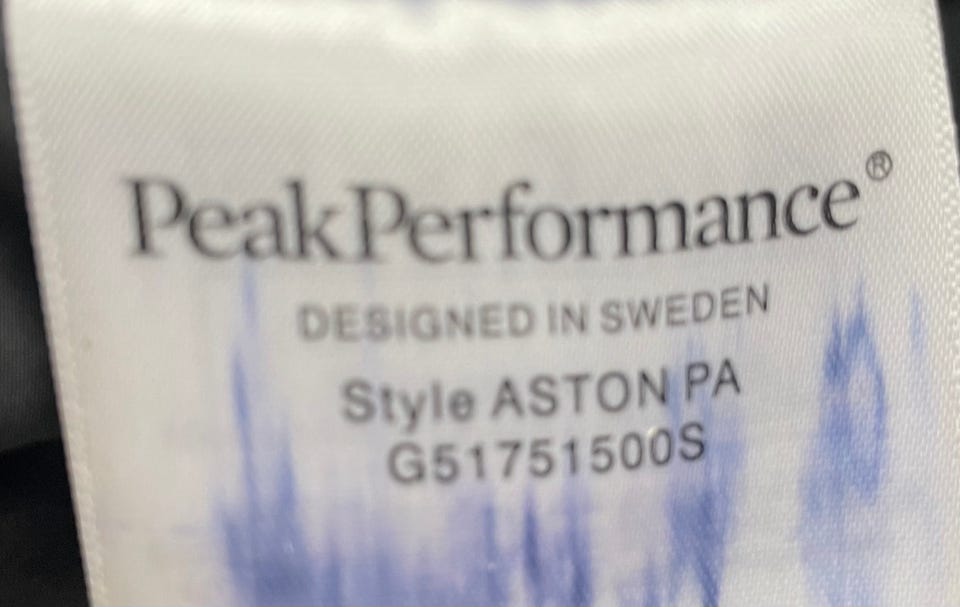 PeakPerformance®
DESIGNED IN SWEDEN
Style ASTON PA
G51751500S